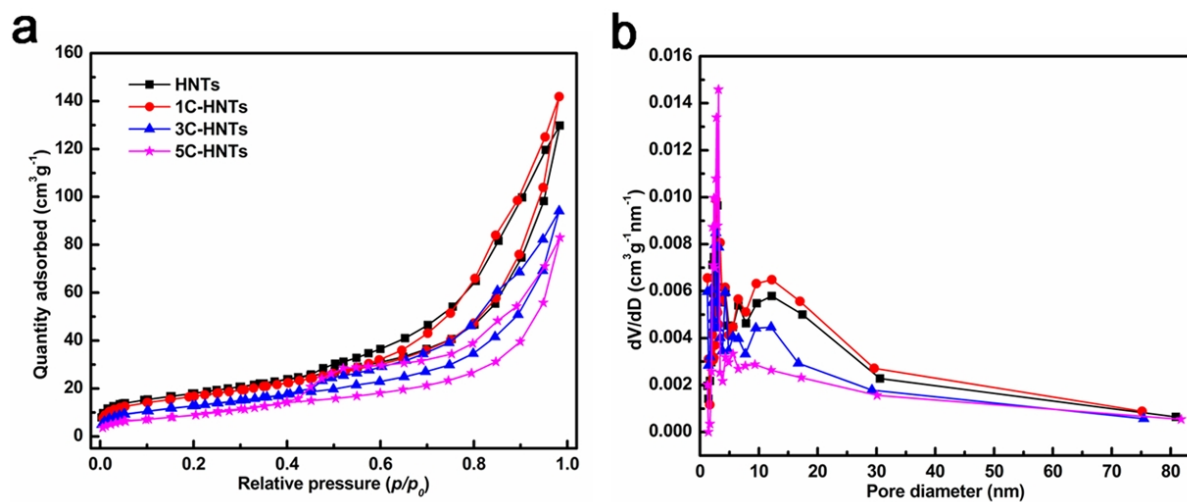 a
160
140
120
100
80
60
40
20
0
Quantity adsorbed (cm³g⁻¹)
HNTs
1C-HNTs
3C-HNTs
5C-HNTs
0.0 0.2 0.4 0.6 0.8 1.0
Relative pressure (p/p₀)
b
0.016
0.014
0.012
0.010
0.008
0.006
0.004
0.002
0.000
dV/dD (cm³g⁻¹nm⁻¹)
0 10 20 30 40 50 60 70 80
Pore diameter (nm)